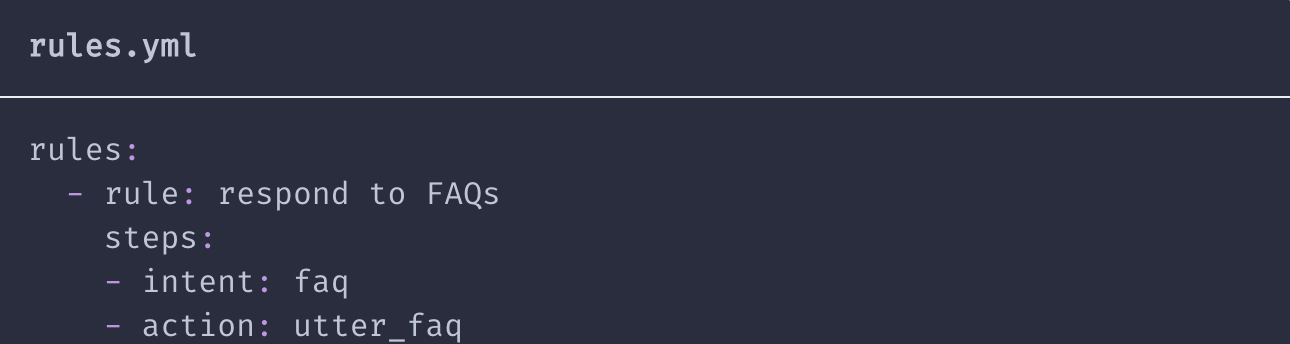 rules.yml
rules:
  - rule: respond to FAQs
    steps:
    - intent: faq
    - action: utter_faq